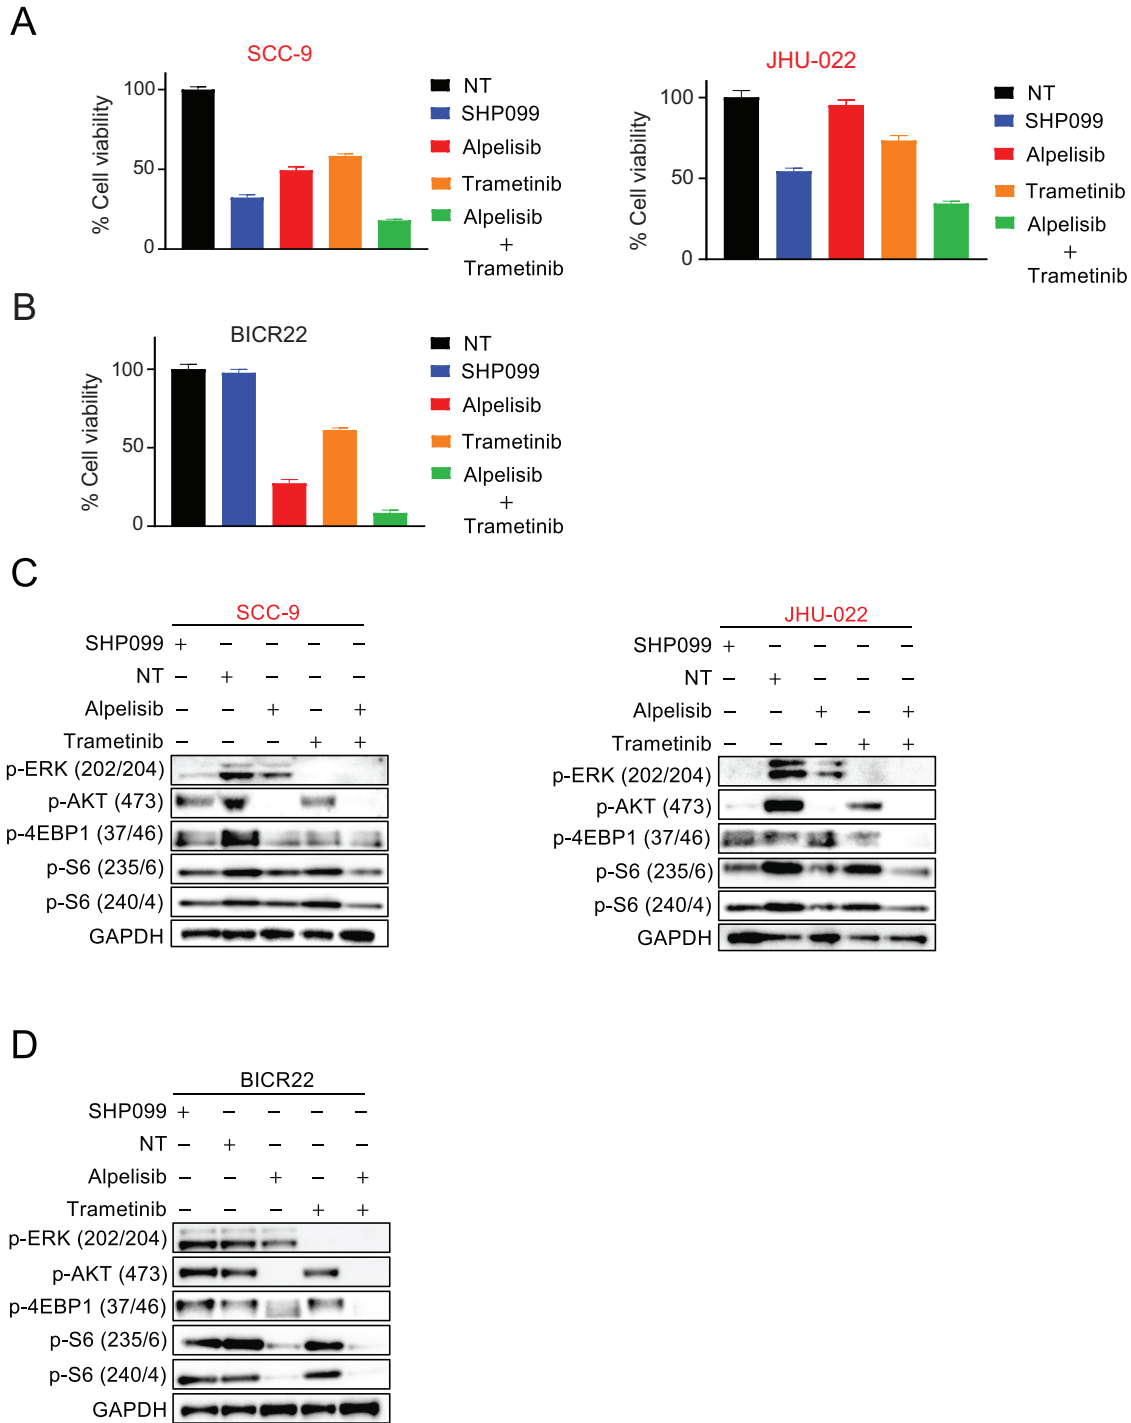 A
SCC-9
% Cell viability
100
50
0
NT
SHP099
Alpelisib
Trametinib
Alpelisib
+
Trametinib
JHU-022
% Cell viability
100
50
0
NT
SHP099
Alpelisib
Trametinib
Alpelisib
+
Trametinib
B
BICR22
% Cell viability
100
50
0
NT
SHP099
Alpelisib
Trametinib
Alpelisib
+
Trametinib
C
SCC-9
SHP099 + – – – –
NT – + – – –
Alpelisib – – + – +
Trametinib – – – + +
p-ERK (202/204)
p-AKT (473)
p-4EBP1 (37/46)
p-S6 (235/6)
p-S6 (240/4)
GAPDH
JHU-022
SHP099 + – – – –
NT – + – – –
Alpelisib – – + – +
Trametinib – – – + +
p-ERK (202/204)
p-AKT (473)
p-4EBP1 (37/46)
p-S6 (235/6)
p-S6 (240/4)
GAPDH
D
BICR22
SHP099 + – – – –
NT – + – – –
Alpelisib – – + – +
Trametinib – – – + +
p-ERK (202/204)
p-AKT (473)
p-4EBP1 (37/46)
p-S6 (235/6)
p-S6 (240/4)
GAPDH